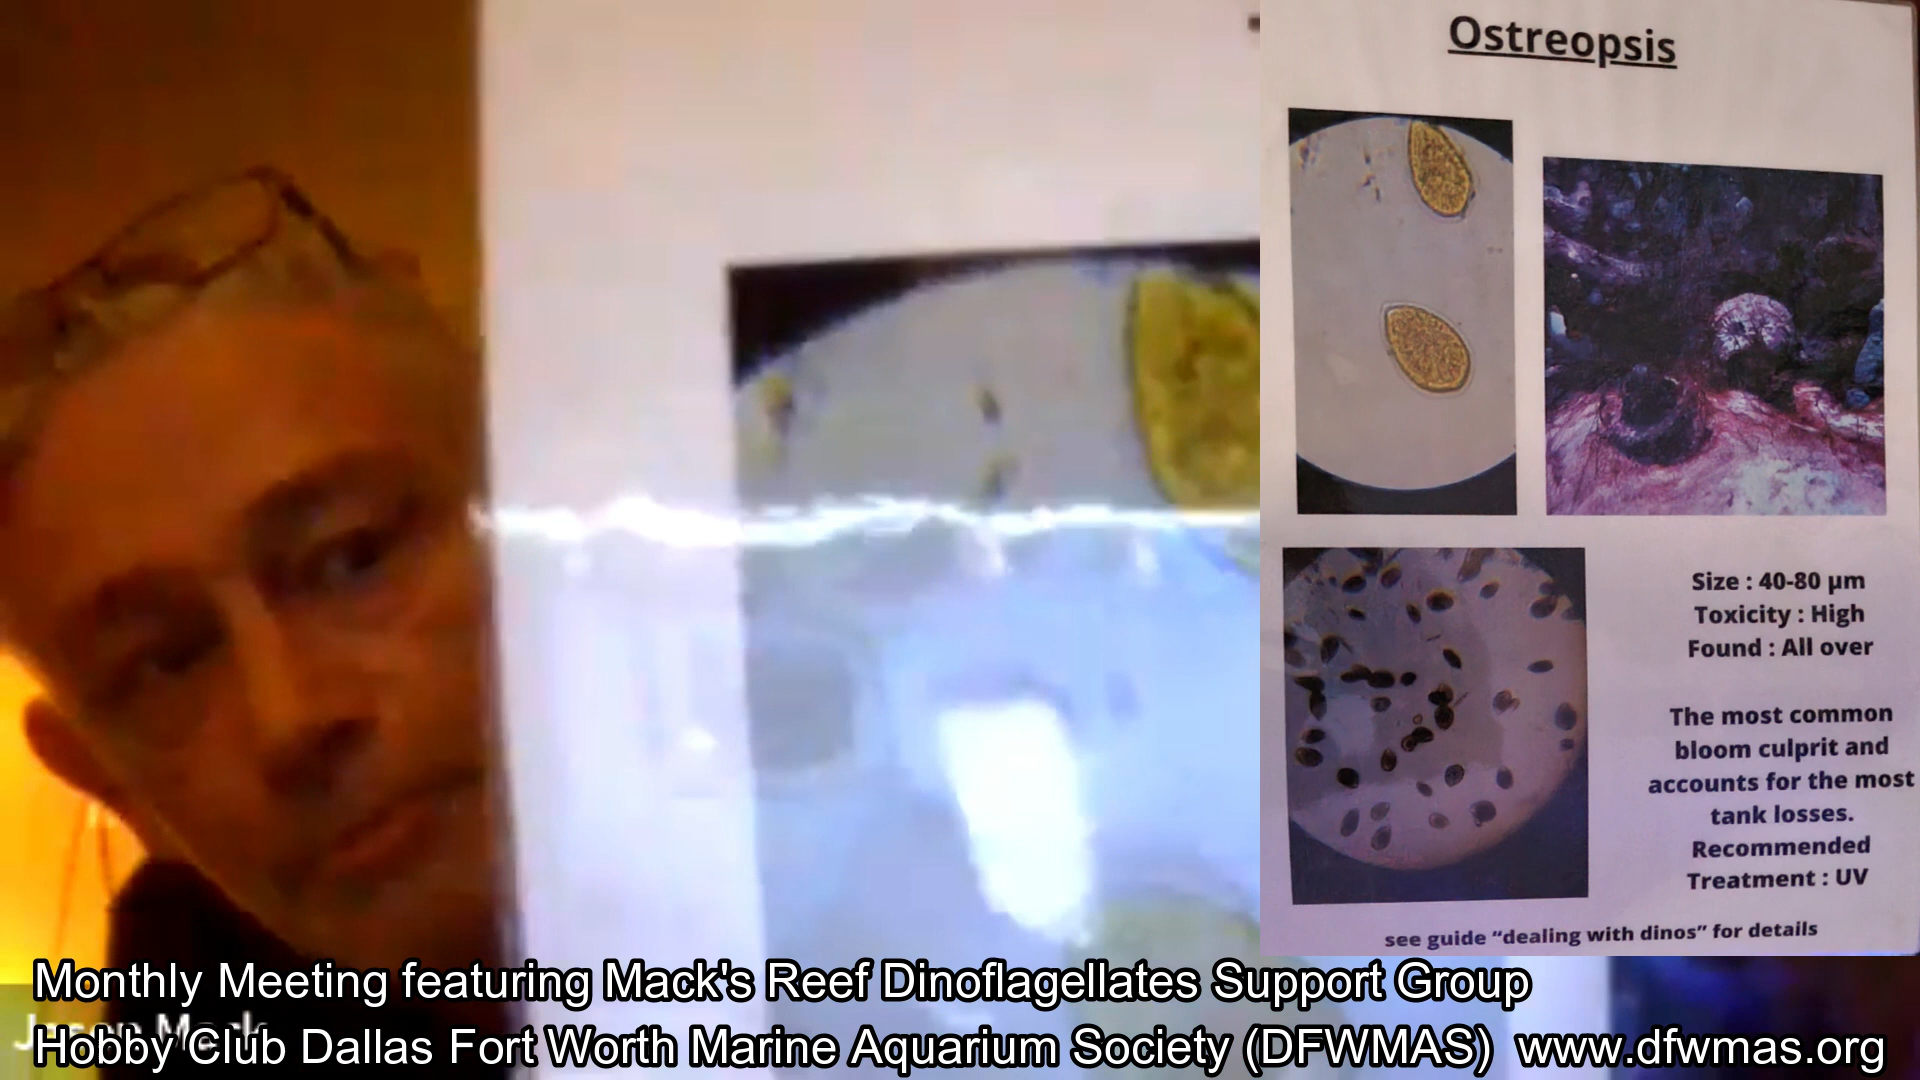 Ostreopsis
Size : 40-80 µm
Toxicity : High
Found : All over
The most common
bloom culprit and
accounts for the most
tank losses.
Recommended
Treatment : UV
see guide “dealing with dinos” for details
Monthly Meeting featuring Mack's Reef Dinoflagellates Support Group
Jason Mack
Hobby Club Dallas Fort Worth Marine Aquarium Society (DFWMAS) www.dfwmas.org